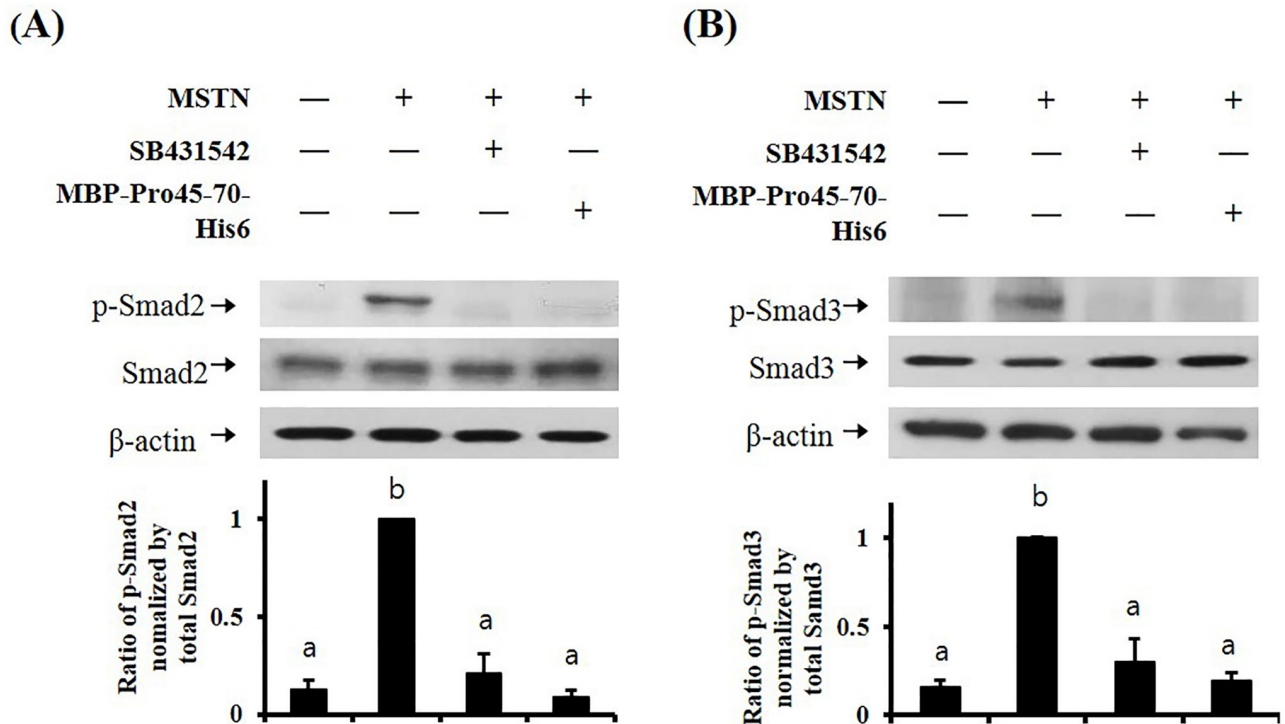 (A)
MSTN — + + +
SB431542 — — + —
MBP-Pro45-70-
His6 — — — +
p-Smad2
Smad2
β-actin
Ratio of p-Smad2
nomalized by
total Smad2
1
0.5
0
a
b
a
a
(B)
MSTN — + + +
SB431542 — — + —
MBP-Pro45-70-
His6 — — — +
p-Smad3
Smad3
β-actin
Ratio of p-Smad3
normalized by
total Samd3
1
0.5
0
a
b
a
a